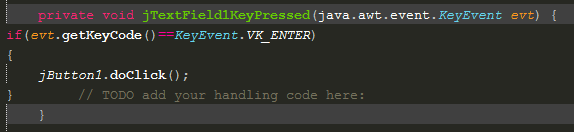 private void jTextField1KeyPressed(java.awt.event.KeyEvent evt) {
if(evt.getKeyCode()==KeyEvent.VK_ENTER)
{
jButton1.doClick();
} // TODO add your handling code here:
}